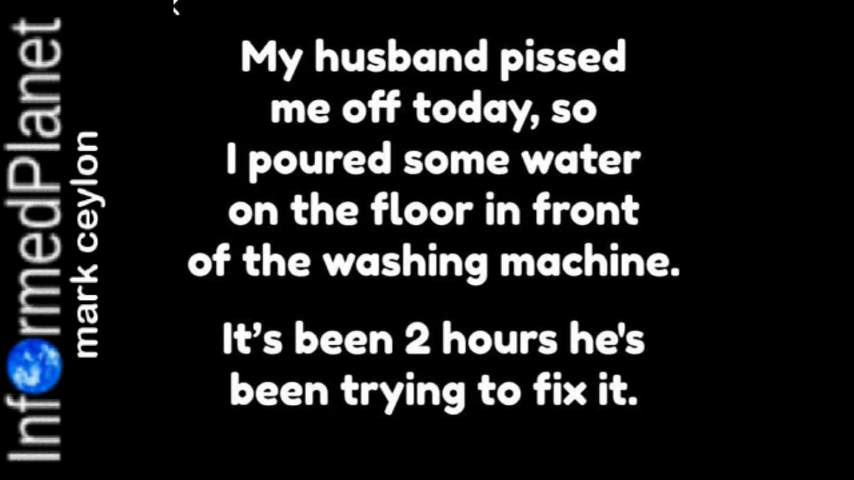 My husband pissed
me off today, so
I poured some water
on the floor in front
of the washing machine.
It’s been 2 hours he's
been trying to fix it.
InformedPlanet
mark ceylon